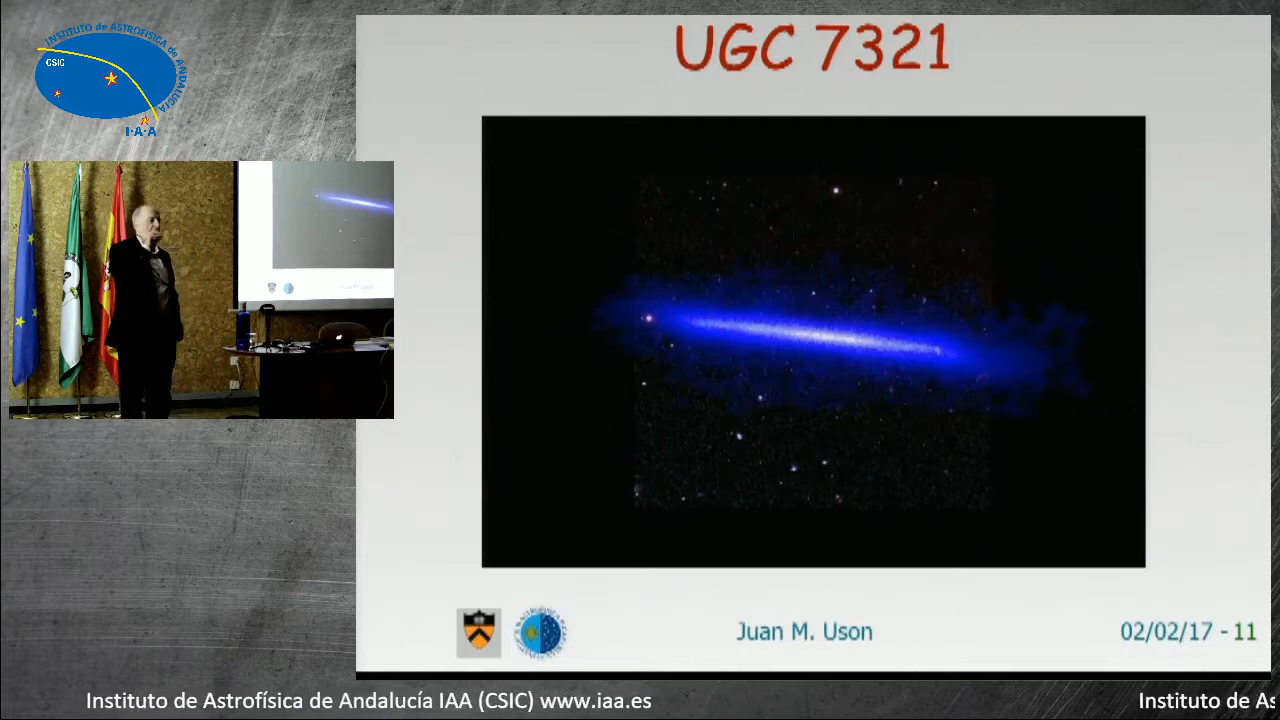 INSTITUTO de ASTROFÍSICA de ANDALUCÍA
CSIC
I·A·A
UGC 7321
Juan M. Uson
02/02/17 - 11
Instituto de Astrofísica de Andalucía IAA (CSIC) www.iaa.es
Instituto de As